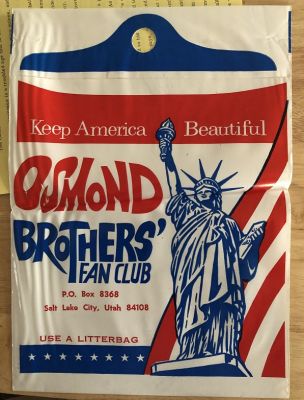 Keep America Beautiful
OSMOND
BROTHERS'
FAN CLUB
P.O. Box 8368
Salt Lake City, Utah 84108
USE A LITTERBAG